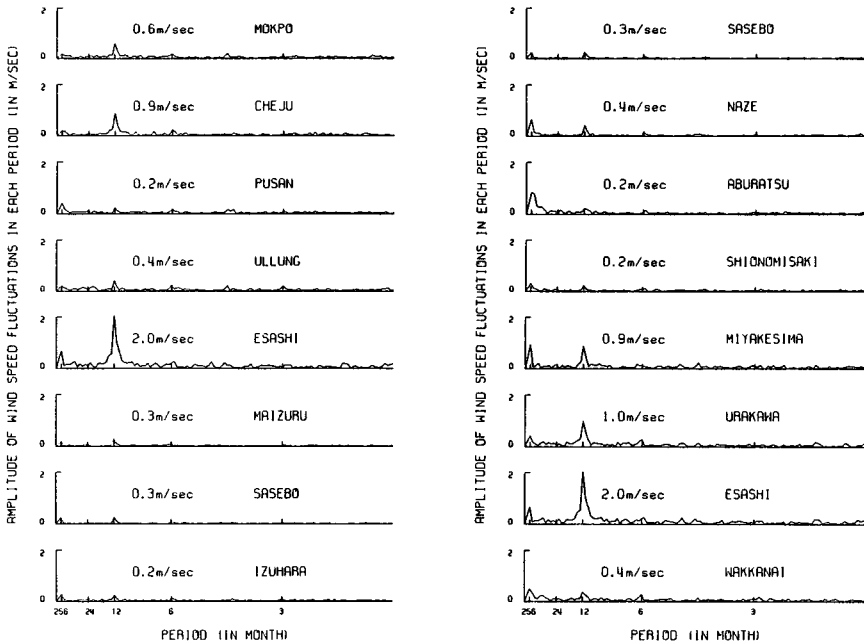 AMPLITUDE OF WIND SPEED FLUCTUATIONS IN EACH PERIOD (IN M/SEC)
2
0.6m/sec MOKPO
0
2
0.9m/sec CHEJU
0
2
0.2m/sec PUSAN
0
2
0.4m/sec ULLUNG
0
2
2.0m/sec ESASHI
0
2
0.3m/sec MAIZURU
0
2
0.3m/sec SASEBO
0
2
0.2m/sec IZUHARA
0
256 24 12 6 3
PERIOD (IN MONTH)
AMPLITUDE OF WIND SPEED FLUCTUATIONS IN EACH PERIOD (IN M/SEC)
2
0.3m/sec SASEBO
0
2
0.4m/sec NAZE
0
2
0.2m/sec ABURATSU
0
2
0.2m/sec SHIONOMISAKI
0
2
0.9m/sec MIYAKESIMA
0
2
1.0m/sec URAKAWA
0
2
2.0m/sec ESASHI
0
2
0.4m/sec WAKKANAI
0
256 24 12 6 3
PERIOD (IN MONTH)